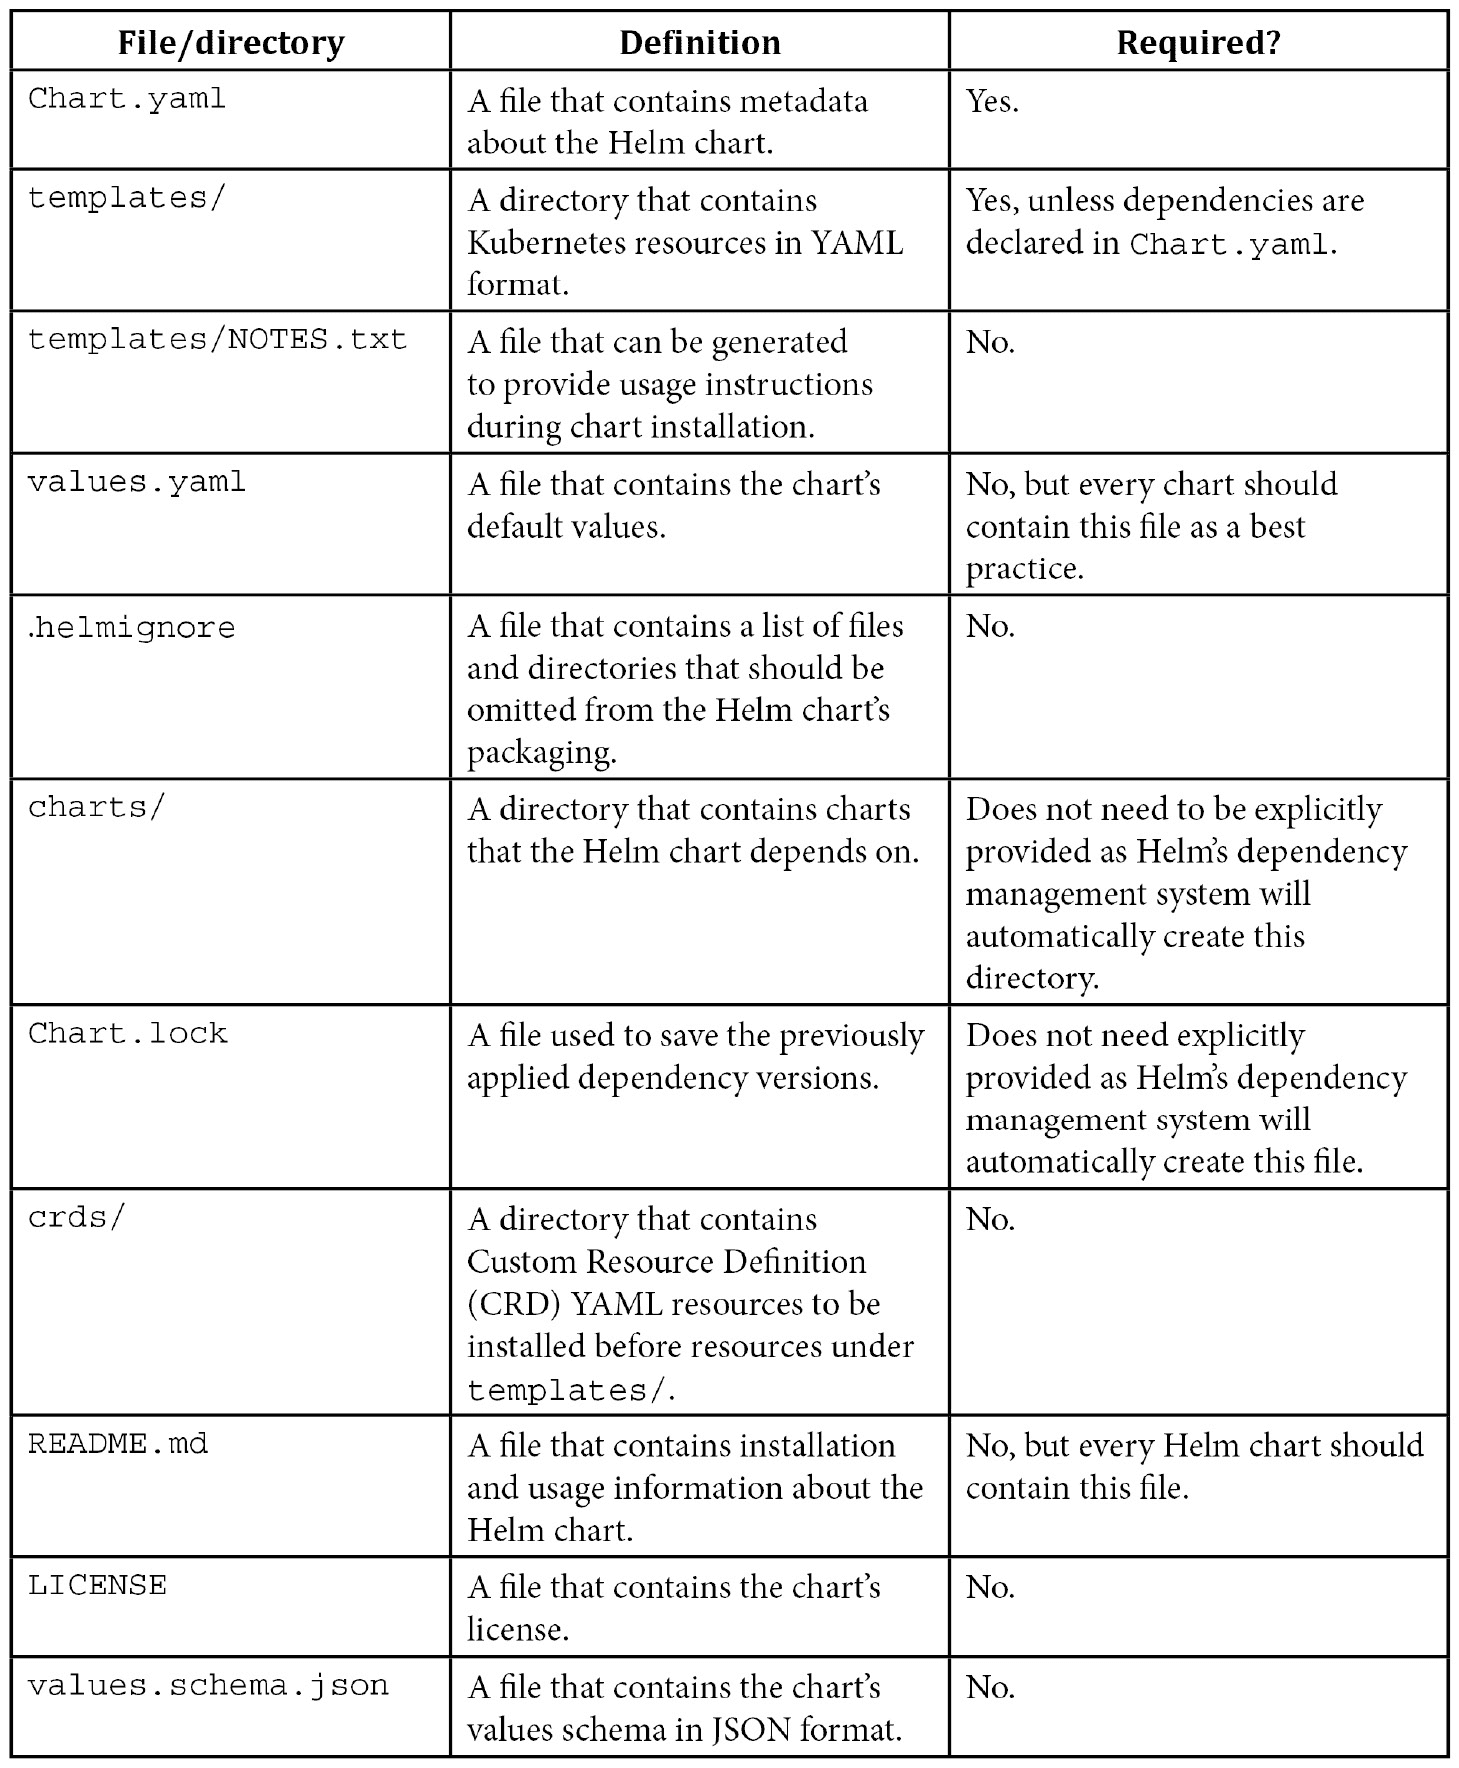 File/directory
Definition
Required?
Chart.yaml
A file that contains metadata
about the Helm chart.
Yes.
templates/
A directory that contains
Kubernetes resources in YAML
format.
Yes, unless dependencies are
declared in Chart.yaml.
templates/NOTES.txt
A file that can be generated
to provide usage instructions
during chart installation.
No.
values.yaml
A file that contains the chart’s
default values.
No, but every chart should
contain this file as a best
practice.
.helmignore
A file that contains a list of files
and directories that should be
omitted from the Helm chart’s
packaging.
No.
charts/
A directory that contains charts
that the Helm chart depends on.
Does not need to be explicitly
provided as Helm’s dependency
management system will
automatically create this
directory.
Chart.lock
A file used to save the previously
applied dependency versions.
Does not need explicitly
provided as Helm’s dependency
management system will
automatically create this file.
crds/
A directory that contains
Custom Resource Definition
(CRD) YAML resources to be
installed before resources under
templates/.
No.
README.md
A file that contains installation
and usage information about the
Helm chart.
No, but every Helm chart should
contain this file.
LICENSE
A file that contains the chart’s
license.
No.
values.schema.json
A file that contains the chart’s
values schema in JSON format.
No.